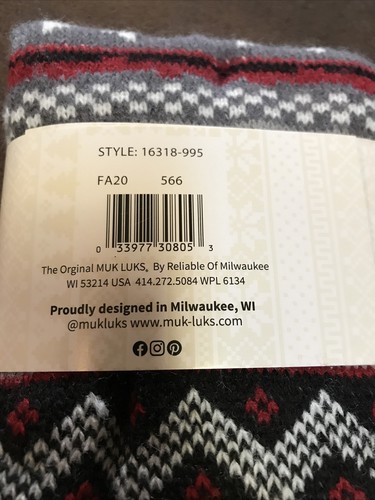 STYLE: 16318-995
FA20 566
0 33977 30805 3
The Orginal MUK LUKS, By Reliable Of Milwaukee
WI 53214 USA 414.272.5084 WPL 6134
Proudly designed in Milwaukee, WI
@mukluks www.muk-luks.com